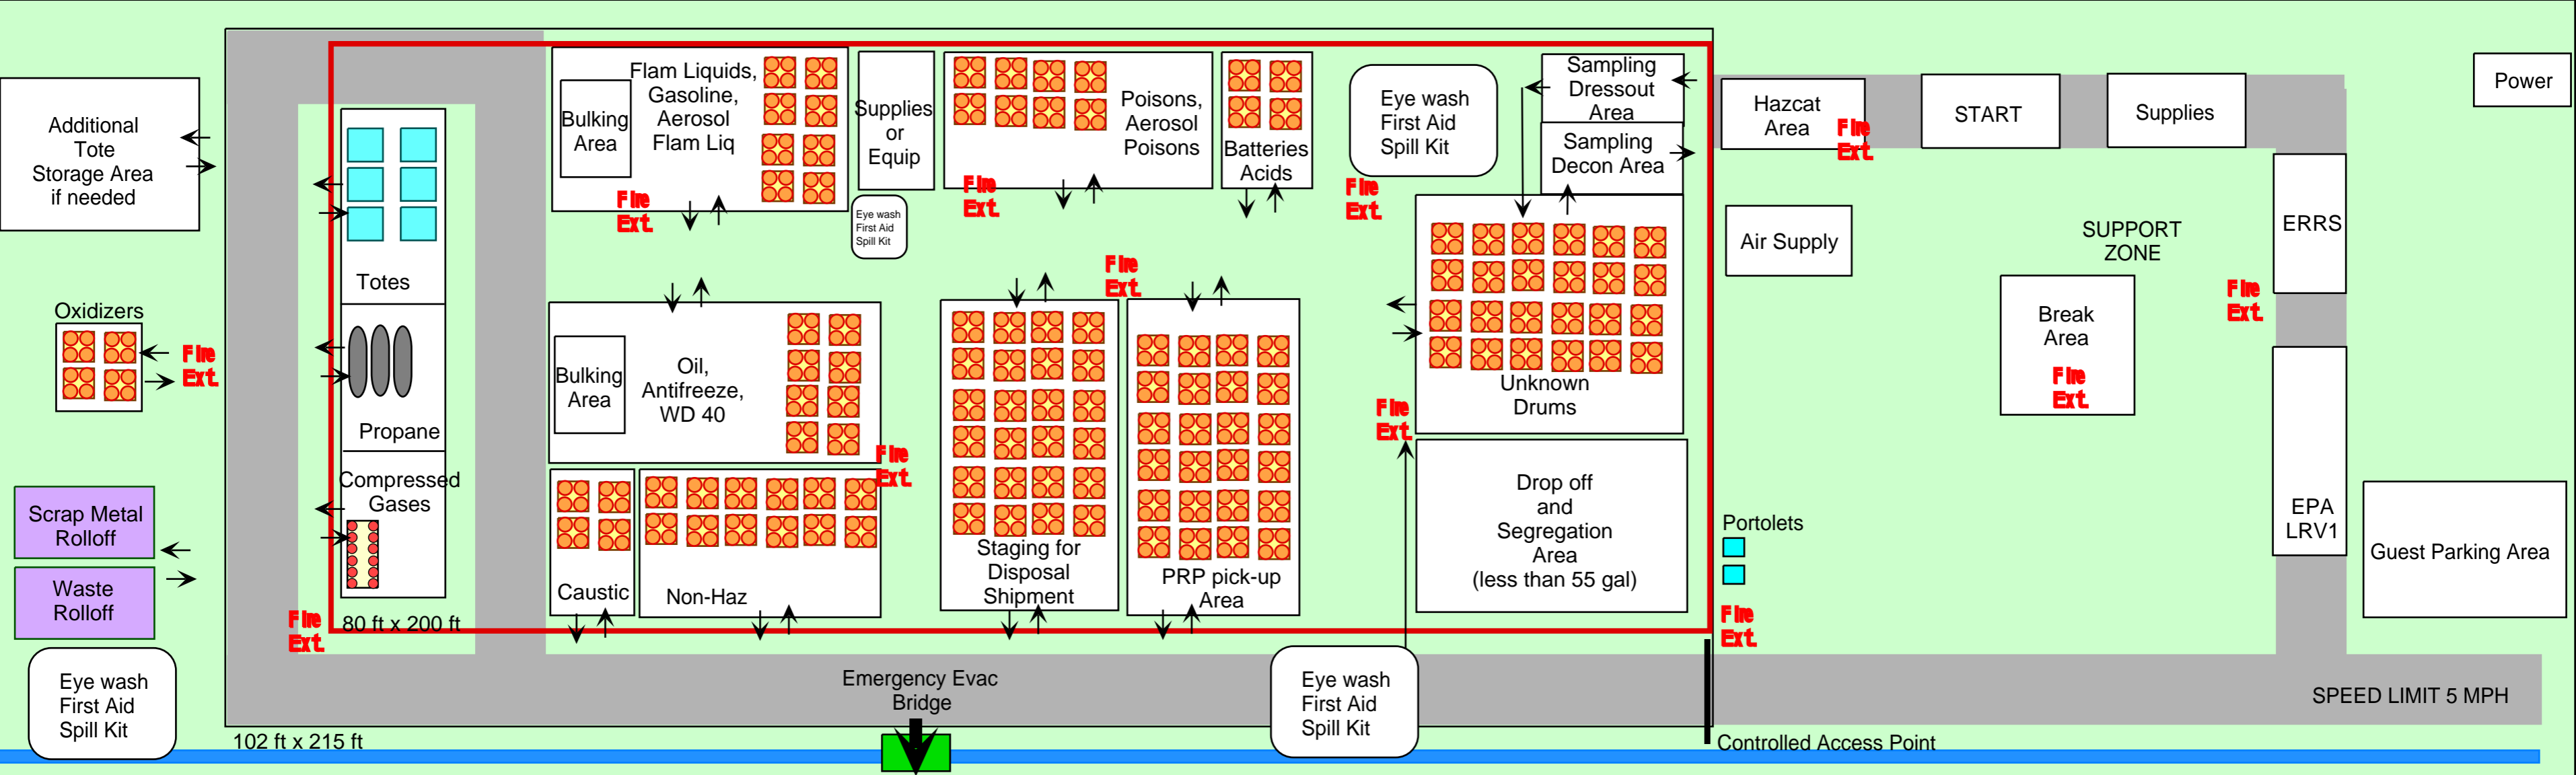 Additional
Tote
Storage Area
if needed
Oxidizers
Fire
Ext.
Scrap Metal
Rolloff
Waste
Rolloff
Eye wash
First Aid
Spill Kit
Totes
Propane
Compressed
Gases
Fire
Ext.
80 ft x 200 ft
102 ft x 215 ft
Bulking
Area
Flam Liquids,
Gasoline,
Aerosol
Flam Liq
Fire
Ext.
Supplies
or
Equip
Eye wash
First Aid
Spill Kit
Poisons,
Aerosol
Poisons
Fire
Ext.
Batteries
Acids
Eye wash
First Aid
Spill Kit
Fire
Ext.
Sampling
Dressout
Area
Sampling
Decon Area
Bulking
Area
Oil,
Antifreeze,
WD 40
Fire
Ext.
Caustic
Non-Haz
Fire
Ext.
Staging for
Disposal
Shipment
PRP pick-up
Area
Unknown
Drums
Fire
Ext.
Drop off
and
Segregation
Area
(less than 55 gal)
Emergency Evac
Bridge
Eye wash
First Aid
Spill Kit
Hazcat
Area
Fire
Ext.
START
Supplies
Power
Air Supply
SUPPORT
ZONE
ERRS
Break
Area
Fire
Ext.
Fire
Ext.
EPA
LRV1
Guest Parking Area
Portolets
Fire
Ext.
SPEED LIMIT 5 MPH
Controlled Access Point